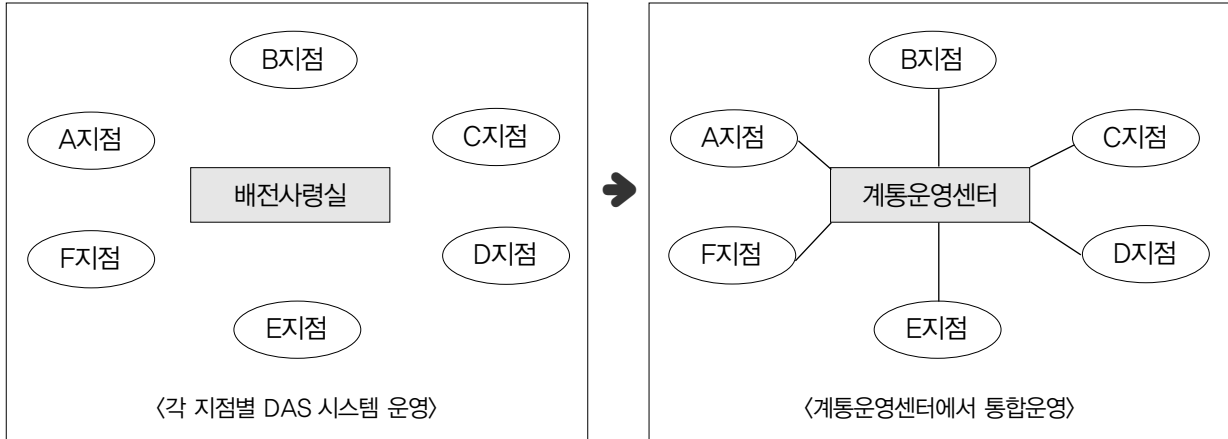 B지점
A지점
C지점
배전사령실
F지점
D지점
E지점
〈각 지점별 DAS 시스템 운영〉
B지점
A지점
C지점
계통운영센터
F지점
D지점
E지점
〈계통운영센터에서 통합운영〉